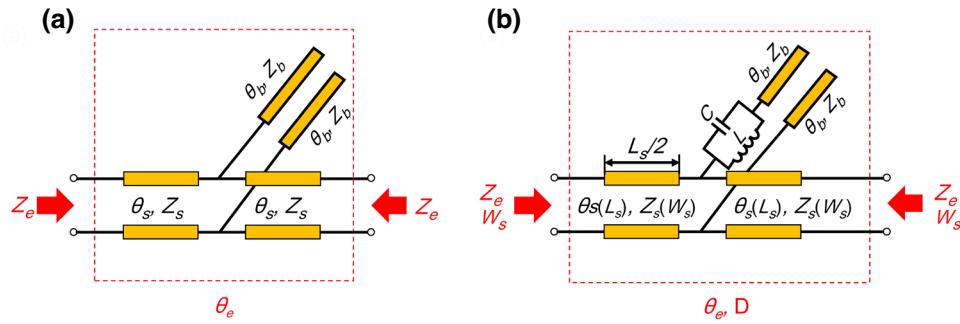 (a)
θb, Zb
θb, Zb
Ze
θs, Zs
θs, Zs
Ze
θe
(b)
θb, Zb
θb, Zb
C
L
Ls/2
Ze
Ws
θs(Ls), Zs(Ws)
θs(Ls), Zs(Ws)
Ze
Ws
θe, D